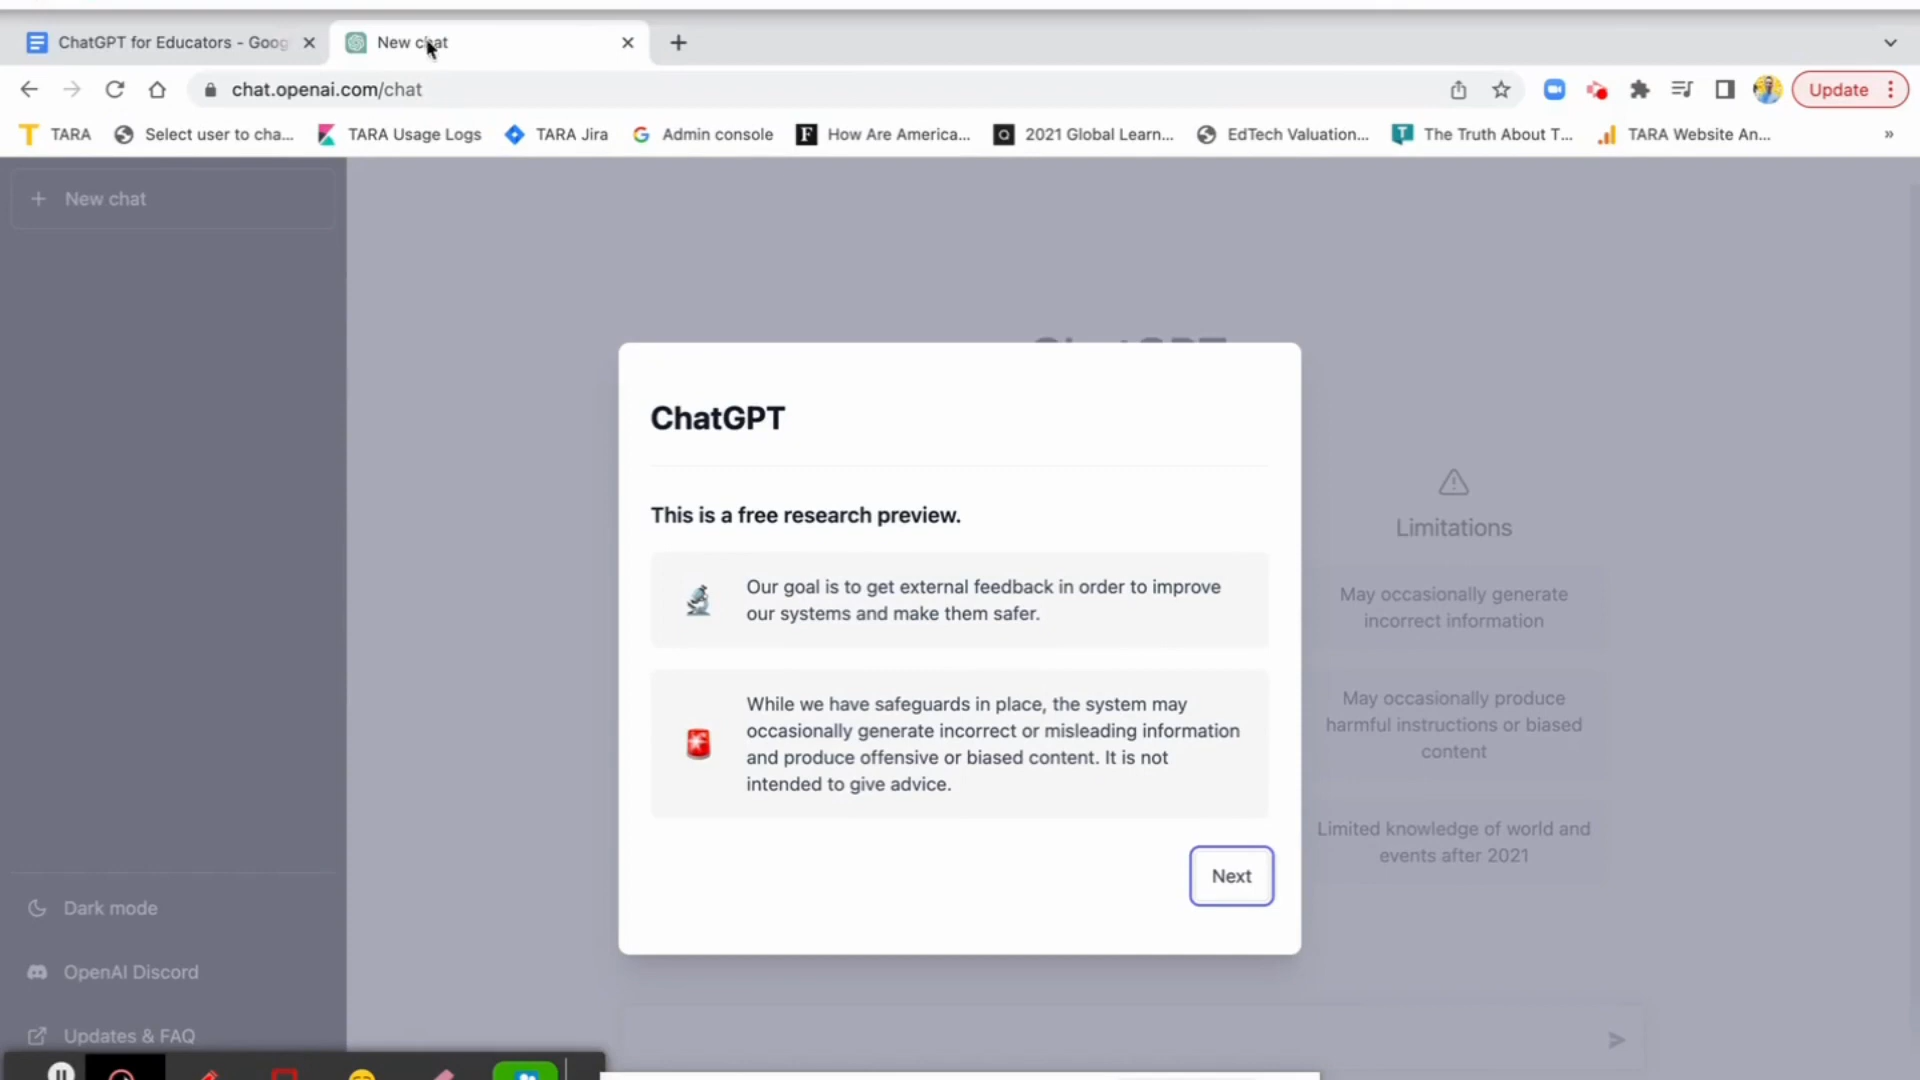 ChatGPT for Educators - Goog
New chat
chat.openai.com/chat
Update
TARA
Select user to cha...
TARA Usage Logs
TARA Jira
Admin console
How Are America...
2021 Global Learn...
EdTech Valuation...
The Truth About T...
TARA Website An...
»
+ New chat
ChatGPT
ChatGPT
This is a free research preview.
Our goal is to get external feedback in order to improve
our systems and make them safer.
While we have safeguards in place, the system may
occasionally generate incorrect or misleading information
and produce offensive or biased content. It is not
intended to give advice.
Next
Limitations
May occasionally generate
incorrect information
May occasionally produce
harmful instructions or biased
content
Limited knowledge of world and
events after 2021
Dark mode
OpenAI Discord
Updates & FAQ